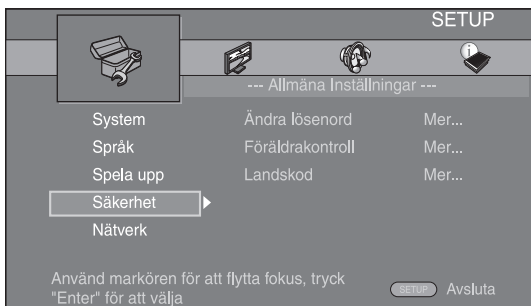 SETUP
--- Allmäna Inställningar ---
System
Ändra lösenord Mer...
Språk
Föräldrakontroll Mer...
Spela upp
Landskod Mer...
Säkerhet
Nätverk
Använd markören för att flytta fokus, tryck
"Enter" för att välja
SETUP Avsluta